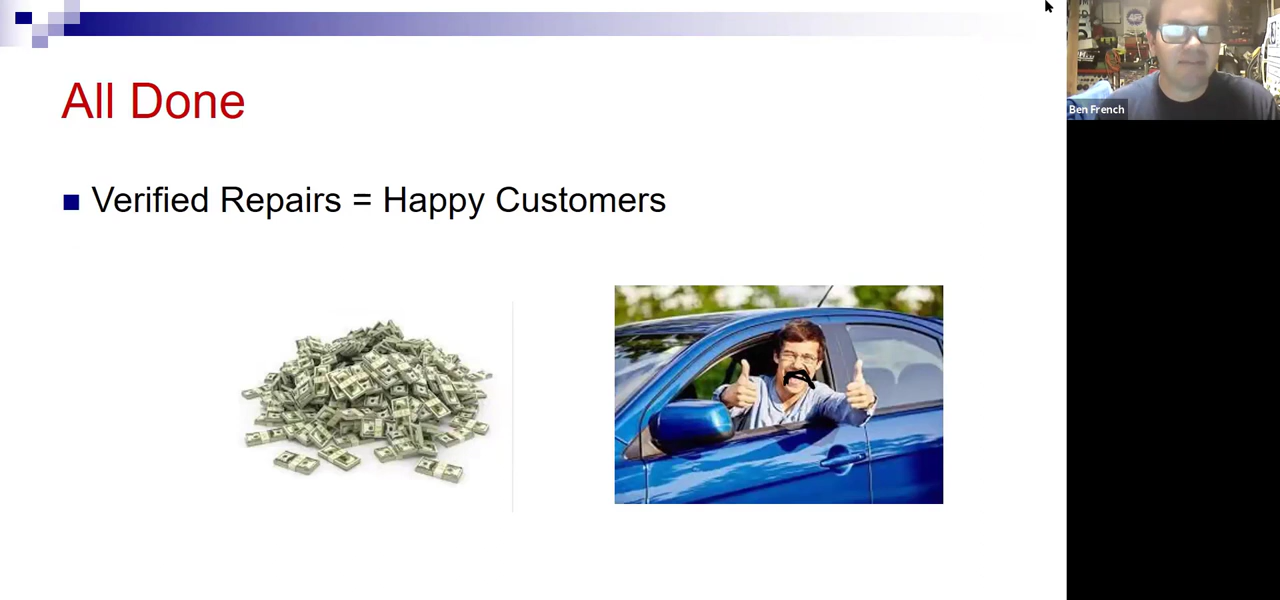 All Done
Verified Repairs = Happy Customers
Ben French